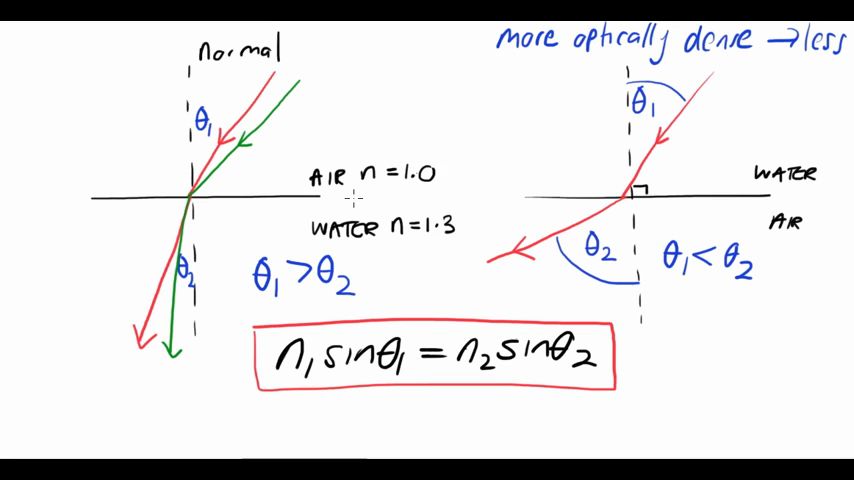 normal
more optically dense → less
θ₁
θ₁
AIR n = 1.0
WATER
WATER n = 1.3
AIR
θ₂
θ₁ > θ₂
θ₂
θ₁ < θ₂
n₁ sinθ₁ = n₂ sinθ₂